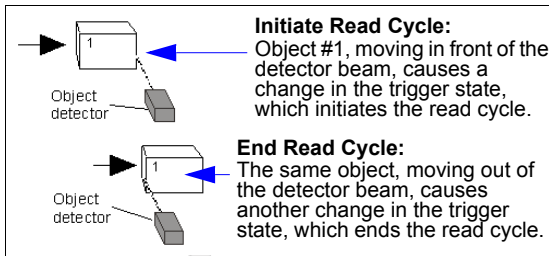 Initiate Read Cycle:
Object #1, moving in front of the
detector beam, causes a
change in the trigger state,
which initiates the read cycle.
1
Object
detector
End Read Cycle:
The same object, moving out of
the detector beam, causes
another change in the trigger
state, which ends the read cycle.
1
Object
detector